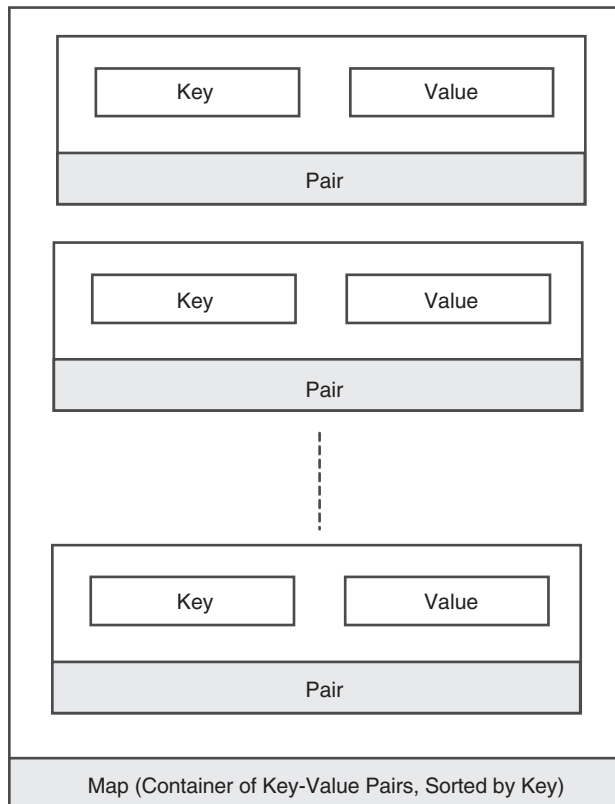 Key Value
Pair
Key Value
Pair
Key Value
Pair
Map (Container of Key-Value Pairs, Sorted by Key)